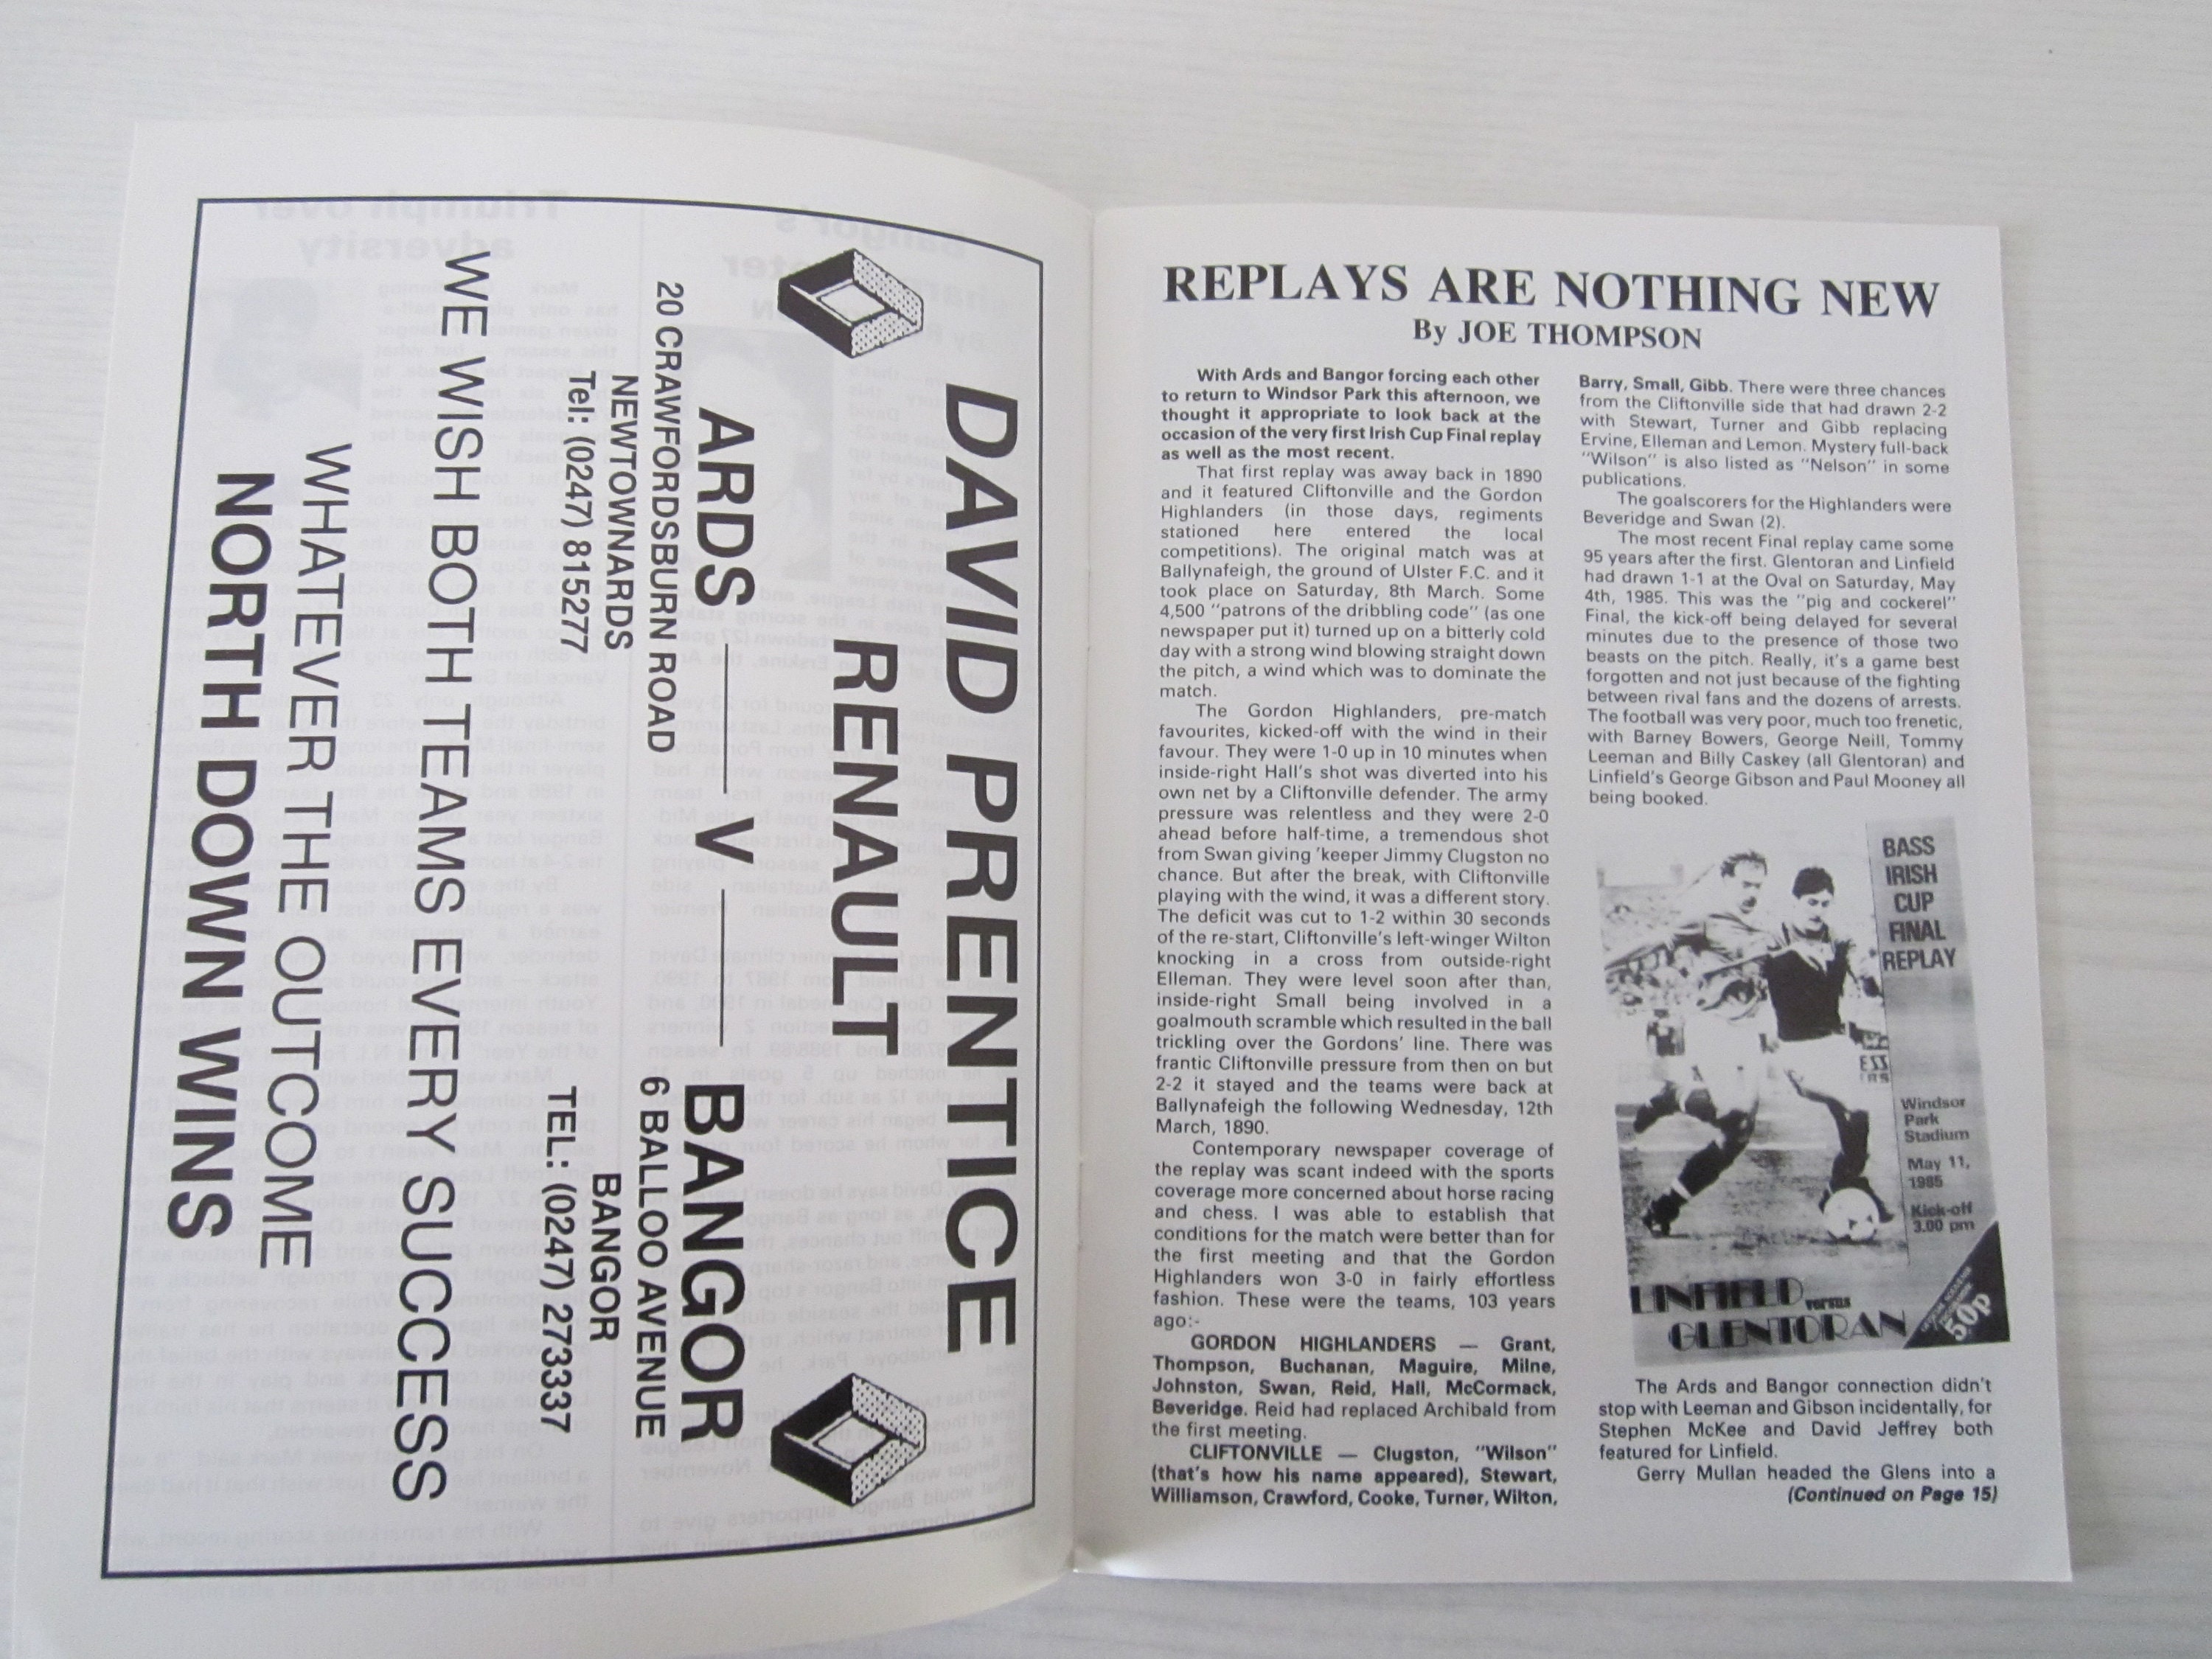 DAVID PRENTICE
RENAULT
ARDS — V — BANGOR
20 CRAWFORDSBURN ROAD
NEWTOWNARDS
Tel: (0247) 815277
6 BALLOO AVENUE
BANGOR
TEL: (0247) 273337
WE WISH BOTH TEAMS EVERY SUCCESS
WHATEVER THE OUTCOME
NORTH DOWN WINS
REPLAYS ARE NOTHING NEW
By JOE THOMPSON
With Ards and Bangor forcing each other
to return to Windsor Park this afternoon, we
thought it appropriate to look back at the
occasion of the very first Irish Cup Final replay
as well as the most recent.
That first replay was away back in 1890
and it featured Cliftonville and the Gordon
Highlanders (in those days, regiments
stationed here entered the local
competitions). The original match was at
Ballynafeigh, the ground of Ulster F.C. and it
took place on Saturday, 8th March. Some
4,500 "patrons of the dribbling code" (as one
newspaper put it) turned up on a bitterly cold
day with a strong wind blowing straight down
the pitch, a wind which was to dominate the
match.
The Gordon Highlanders, pre-match
favourites, kicked-off with the wind in their
favour. They were 1-0 up in 10 minutes when
inside-right Hall's shot was diverted into his
own net by a Cliftonville defender. The army
pressure was relentless and they were 2-0
ahead before half-time, a tremendous shot
from Swan giving 'keeper Jimmy Clugston no
chance. But after the break, with Cliftonville
playing with the wind, it was a different story.
The deficit was cut to 1-2 within 30 seconds
of the re-start, Cliftonville's left-winger Wilton
knocking in a cross from outside-right
Elleman. They were level soon after than,
inside-right Small being involved in a
goalmouth scramble which resulted in the ball
trickling over the Gordons' line. There was
frantic Cliftonville pressure from then on but
2-2 it stayed and the teams were back at
Ballynafeigh the following Wednesday, 12th
March, 1890.
Contemporary newspaper coverage of
the replay was scant indeed with the sports
coverage more concerned about horse racing
and chess. I was able to establish that
conditions for the match were better than for
the first meeting and that the Gordon
Highlanders won 3-0 in fairly effortless
fashion. These were the teams, 103 years
ago:-
GORDON HIGHLANDERS — Grant,
Thompson, Buchanan, Maguire, Milne,
Johnston, Swan, Reid, Hall, McCormack,
Beveridge. Reid had replaced Archibald from
the first meeting.
CLIFTONVILLE — Clugston, "Wilson"
(that's how his name appeared), Stewart,
Williamson, Crawford, Cooke, Turner, Wilton,
Barry, Small, Gibb. There were three chances
from the Cliftonville side that had drawn 2-2
with Stewart, Turner and Gibb replacing
Ervine, Elleman and Lemon. Mystery full-back
"Wilson" is also listed as "Nelson" in some
publications.
The goalscorers for the Highlanders were
Beveridge and Swan (2).
The most recent Final replay came some
95 years after the first. Glentoran and Linfield
had drawn 1-1 at the Oval on Saturday, May
4th, 1985. This was the "pig and cockerel"
Final, the kick-off being delayed for several
minutes due to the presence of those two
beasts on the pitch. Really, it's a game best
forgotten and not just because of the fighting
between rival fans and the dozens of arrests.
The football was very poor, much too frenetic,
with Barney Bowers, George Neill, Tommy
Leeman and Billy Caskey (all Glentoran) and
Linfield's George Gibson and Paul Mooney all
being booked.
BASS
IRISH
CUP
FINAL
REPLAY
Windsor
Park
Stadium
May 11,
1985
Kick-off
3.00 pm
LINFIELD
versus
GLENTORAN
50p
The Ards and Bangor connection didn't
stop with Leeman and Gibson incidentally, for
Stephen McKee and David Jeffrey both
featured for Linfield.
Gerry Mullan headed the Glens into a
(Continued on Page 15)